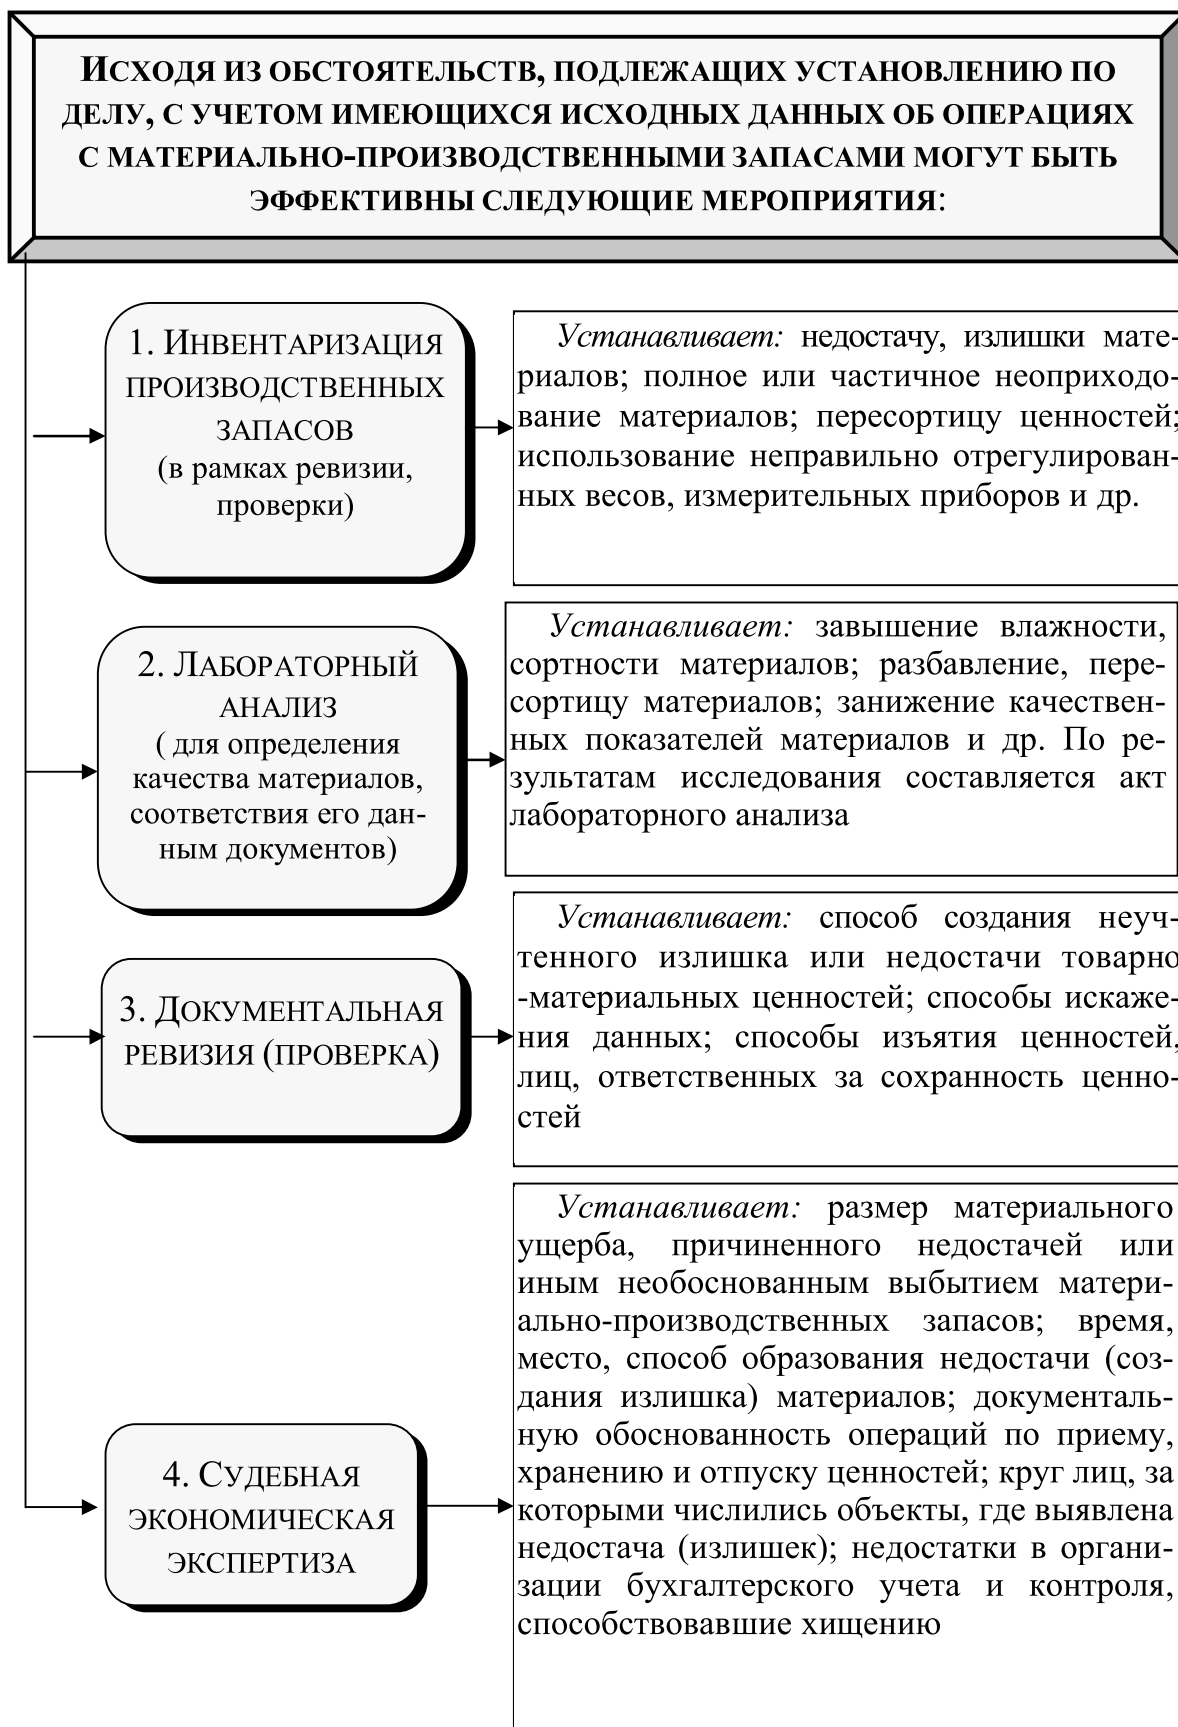 ИСХОДЯ ИЗ ОБСТОЯТЕЛЬСТВ, ПОДЛЕЖАЩИХ УСТАНОВЛЕНИЮ ПО
ДЕЛУ, С УЧЕТОМ ИМЕЮЩИХСЯ ИСХОДНЫХ ДАННЫХ ОБ ОПЕРАЦИЯХ
С МАТЕРИАЛЬНО-ПРОИЗВОДСТВЕННЫМИ ЗАПАСАМИ МОГУТ БЫТЬ
ЭФФЕКТИВНЫ СЛЕДУЮЩИЕ МЕРОПРИЯТИЯ:
1. ИНВЕНТАРИЗАЦИЯ
ПРОИЗВОДСТВЕННЫХ
ЗАПАСОВ
(в рамках ревизии,
проверки)
Устанавливает: недостачу, излишки мате-
риалов; полное или частичное неоприходо-
вание материалов; пересортицу ценностей;
использование неправильно отрегулирован-
ных весов, измерительных приборов и др.
2. ЛАБОРАТОРНЫЙ
АНАЛИЗ
( для определения
качества материалов,
соответствия его дан-
ным документов)
Устанавливает: завышение влажности,
сортности материалов; разбавление, пере-
сортицу материалов; занижение качествен-
ных показателей материалов и др. По ре-
зультатам исследования составляется акт
лабораторного анализа
3. ДОКУМЕНТАЛЬНАЯ
РЕВИЗИЯ (ПРОВЕРКА)
Устанавливает: способ создания неуч-
тенного излишка или недостачи товарно
-материальных ценностей; способы искаже-
ния данных; способы изъятия ценностей,
лиц, ответственных за сохранность ценно-
стей
4. СУДЕБНАЯ
ЭКОНОМИЧЕСКАЯ
ЭКСПЕРТИЗА
Устанавливает: размер материального
ущерба, причиненного недостачей или
иным необоснованным выбытием матери-
ально-производственных запасов; время,
место, способ образования недостачи (соз-
дания излишка) материалов; документаль-
ную обоснованность операций по приему,
хранению и отпуску ценностей; круг лиц, за
которыми числились объекты, где выявлена
недостача (излишек); недостатки в органи-
зации бухгалтерского учета и контроля,
способствовавшие хищению